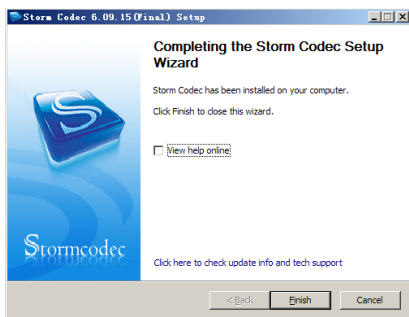 Storm Codec 6.09.15(Final) Setup
Completing the Storm Codec Setup
Wizard
Storm Codec has been installed on your computer.
Click Finish to close this wizard.
View help online
S
Stormcodec
Click here to check update info and tech support
< Back
Finish
Cancel